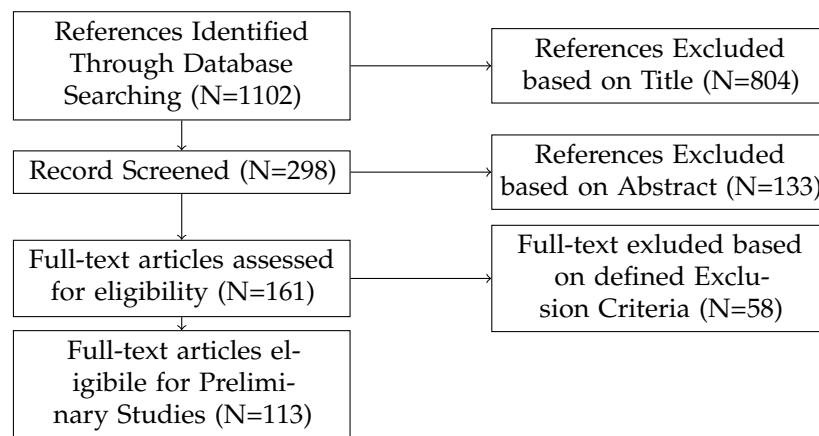 References Identified
Through Database
Searching (N=1102)
References Excluded
based on Title (N=804)
Record Screened (N=298)
References Excluded
based on Abstract (N=133)
Full-text articles assessed
for eligibility (N=161)
Full-text exluded based
on defined Exclu-
sion Criteria (N=58)
Full-text articles el-
igibile for Prelimi-
nary Studies (N=113)